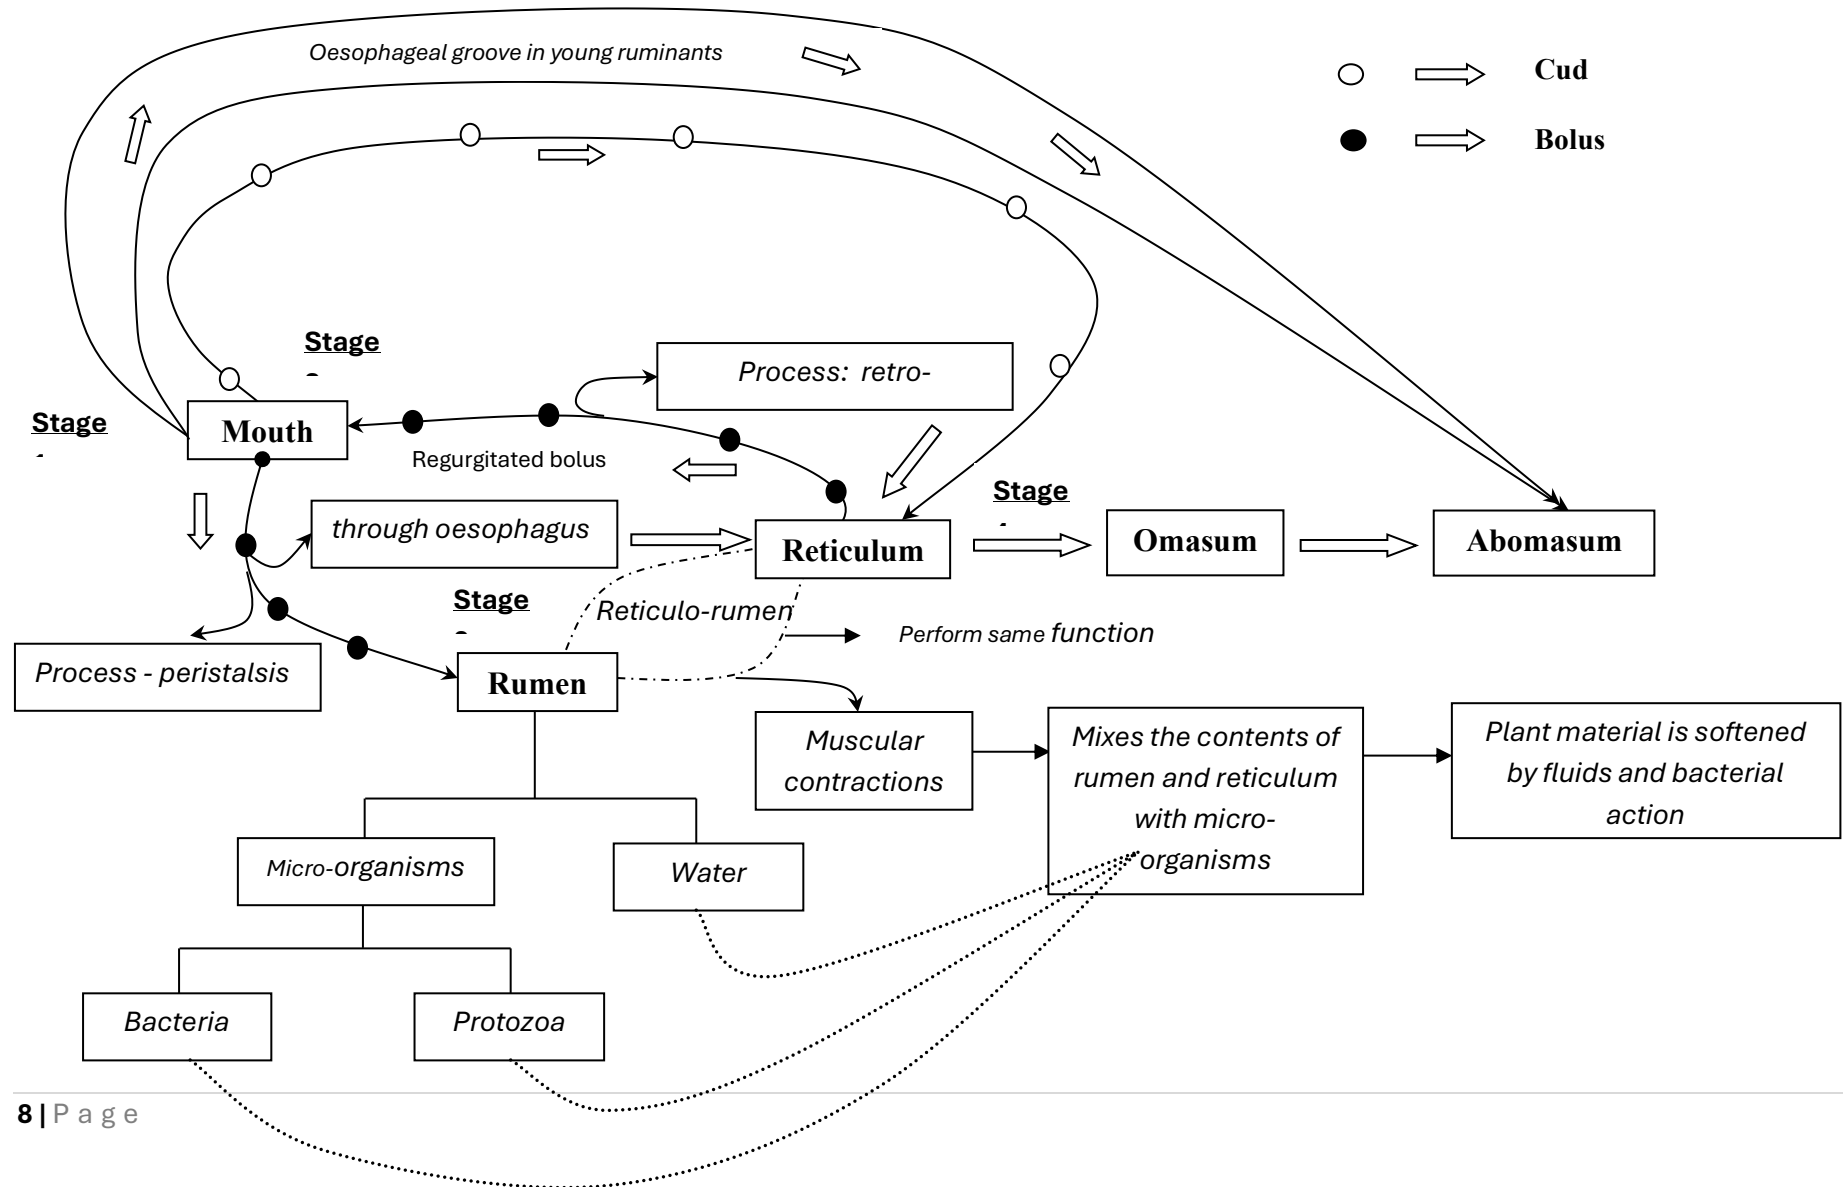 Oesophageal groove in young ruminants
Cud
Bolus
Stage
Process: retro-
Stage
Mouth
Regurgitated bolus
Stage
through oesophagus
Reticulum
Omasum
Abomasum
Stage
Reticulo-rumen
Perform same function
Process - peristalsis
Rumen
Muscular
contractions
Mixes the contents of
rumen and reticulum
with micro-
organisms
Plant material is softened
by fluids and bacterial
action
Micro-organisms
Water
Bacteria
Protozoa
8 | Page